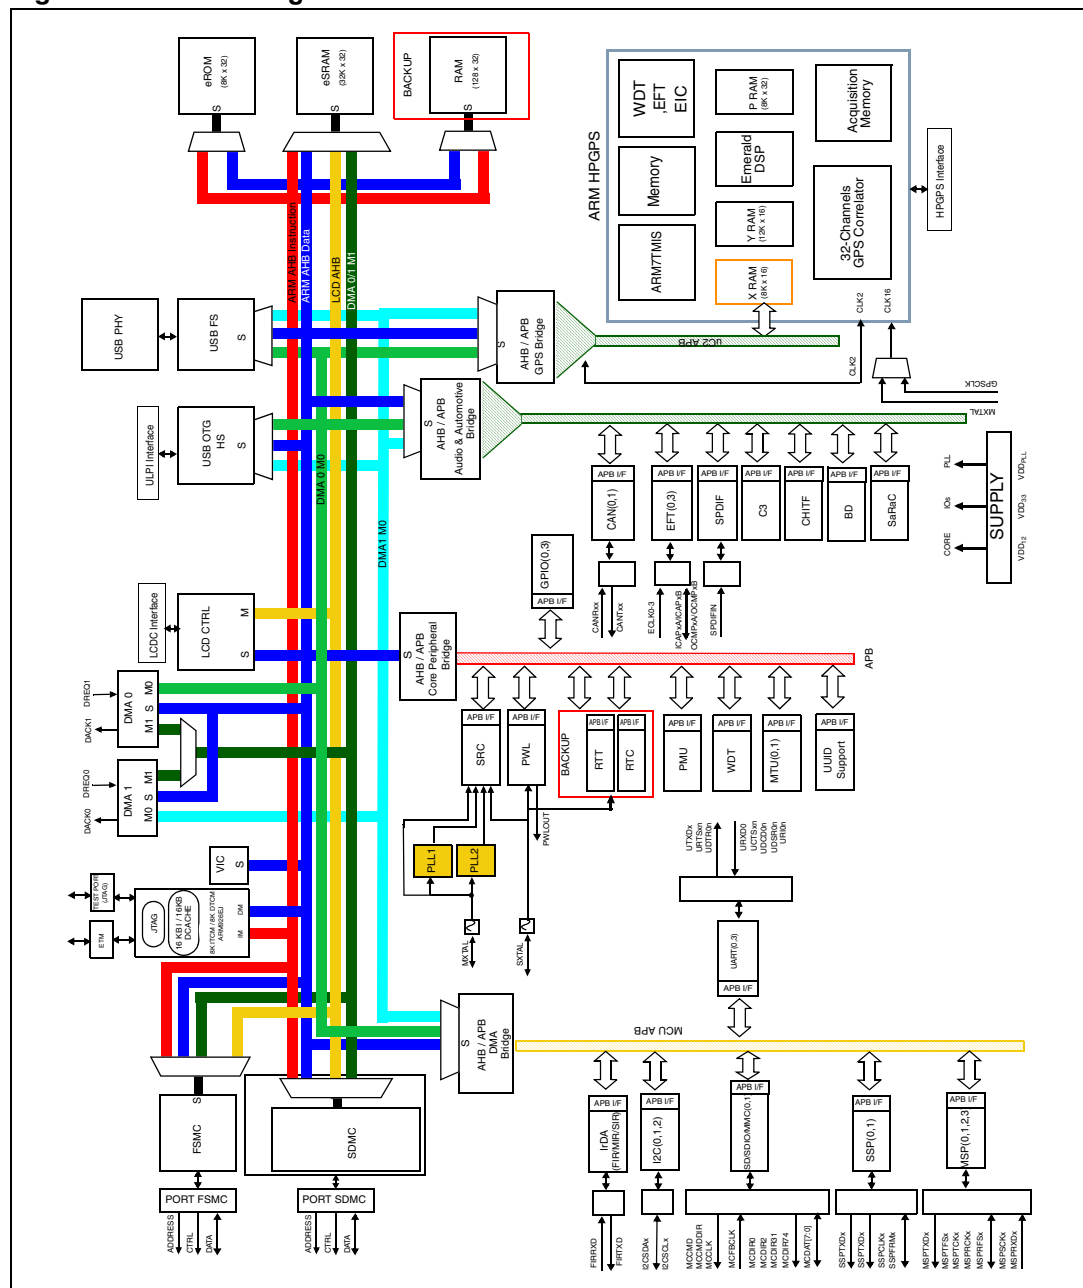 eROM
(8K x 32)
S
eSRAM
(32K x 32)
S
BACKUP
RAM
(128 x 32)
S
ARM HPGPS
WDT
,EFT
EIC
Memory
ARM7TMIS
P RAM
(8K x 32)
Emerald
DSP
Y RAM
(12K x 16)
X RAM
(8K x 16)
Acquisition
Memory
32-Channels
GPS Correlator
HPGPS Interface
CLK2
CLK16
ARM AHB Instruction
ARM AHB Data
LCD AHB
DMA 0/1 M1
USB PHY
USB FS
S
S
AHB / APB
GPS Bridge
uC2 APB
CLK2
GPSCLK
MXTAL
ULPI Interface
USB OTG
HS
S
S
AHB / APB
Audio & Automotive
Bridge
DMA 0 M0
DMA1 M0
APB I/F
CAN(0,1)
APB I/F
EFT(0,3)
APB I/F
SPDIF
APB I/F
C3
APB I/F
CHITF
APB I/F
BD
APB I/F
SaRaC
PLL
IOs
CORE
SUPPLY
VDDPLL
VDD33
VDD12
GPIO(0,3)
APB I/F
CANRxx
CANTxx
ECLK0-3
ICAPxA/ICAPxB
OCMPxA/OCMPxB
SPDIFIN
LCDC Interface
LCD CTRL
M
S
S
AHB / APB
Core Peripheral
Bridge
APB
DREQ1
DACK1
DMA 0
M0
S
M1
DREQ0
DACK0
DMA 1
M1
S
M0
APB I/F
SRC
APB I/F
PWL
BACKUP
APB I/F
RTT
APB I/F
RTC
APB I/F
PMU
APB I/F
WDT
APB I/F
MTU(0,1)
APB I/F
UUID
Support
PWLOUT
PLL1
PLL2
MXTAL
SXTAL
VIC
S
TEST PORT
(JTAG)
ETM
JTAG
16 KB I / 16KB
DCACHE
8K ITCM / 8K DTCM
ARM926EJ
DM
IM
UTXDx
URTSxn
UDTR0n
URXD0
UCTSxn
UDCD0n
UDSR0n
URI0n
UART(0,3)
APB I/F
MCU APB
S
AHB / APB
DMA
Bridge
S
FSMC
SDMC
PORT FSMC
PORT SDMC
ADDRESS
CTRL
DATA
ADDRESS
CTRL
DATA
APB I/F
IrDA
(FIR/MIR/SIR)
APB I/F
I2C(0,1,2)
APB I/F
SD/SDIO/MMC(0,1)
APB I/F
SSP(0,1)
APB I/F
MSP(0,1,2,3)
FIRRXD
FIRTXD
I2CSDAx
I2CSCLx
MCCMD
MCCMDDIR
MCCLK
MCFBCLK
MCDIR0
MCDIR2
MCDIR31
MCDIR74
MCDAT[7:0]
SSPTXDx
SSPTXDx
SSPCLKx
SSPFRMx
MSPTXDx
MSPTFSx
MSPTCKx
MSPRCKx
MSPRFSx
MSPSCKx
MSPRXDx